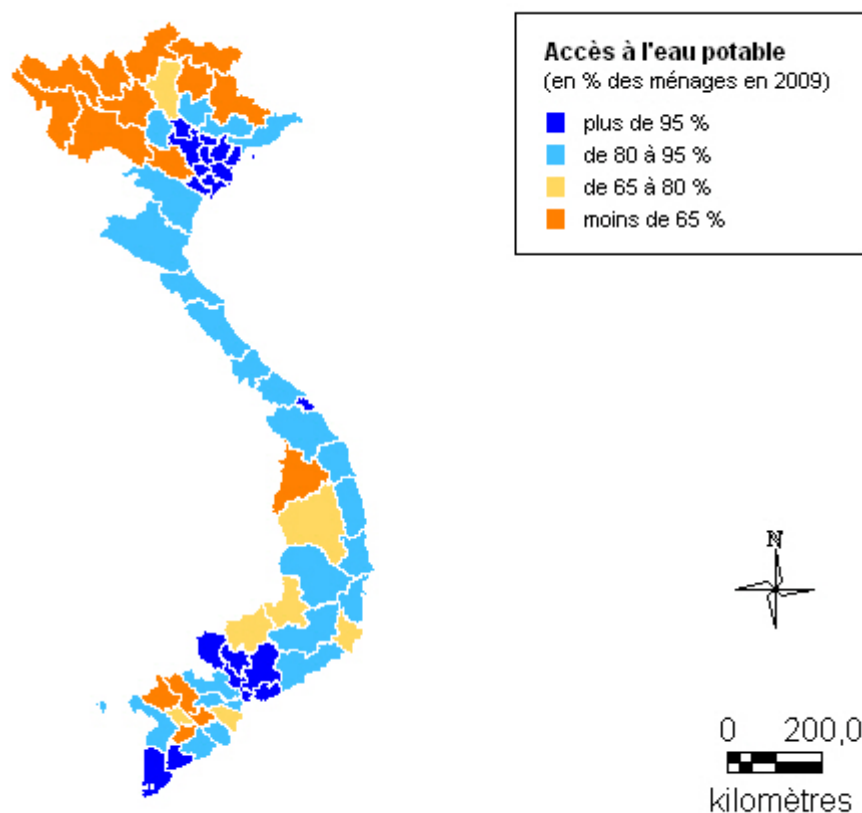 Accès à l'eau potable
(en % des ménages en 2009)
plus de 95 %
de 80 à 95 %
de 65 à 80 %
moins de 65 %
N
0 200,0
kilomètres